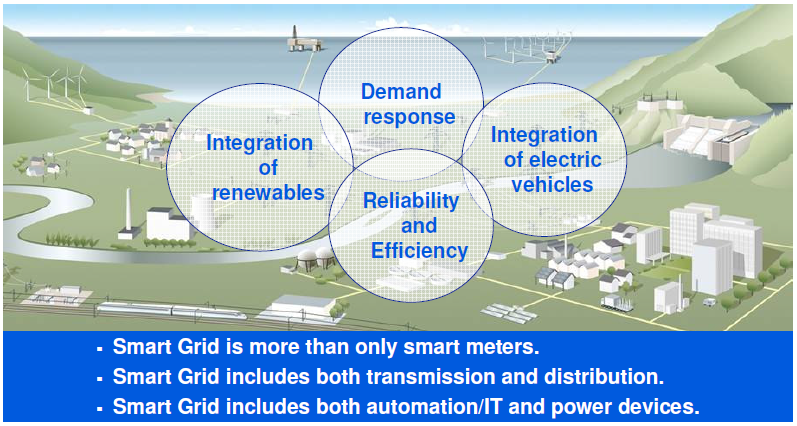 Demand
response
Integration
of
renewables
Integration
of electric
vehicles
Reliability
and
Efficiency
- Smart Grid is more than only smart meters.
- Smart Grid includes both transmission and distribution.
- Smart Grid includes both automation/IT and power devices.